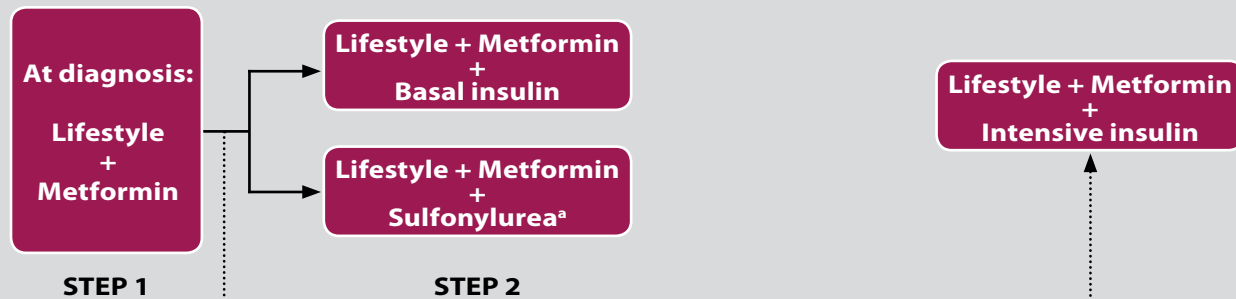 At diagnosis:
Lifestyle
+
Metformin
STEP 1
Lifestyle + Metformin
+
Basal insulin
Lifestyle + Metformin
+
Sulfonylureaᵃ
STEP 2
Lifestyle + Metformin
+
Intensive insulin